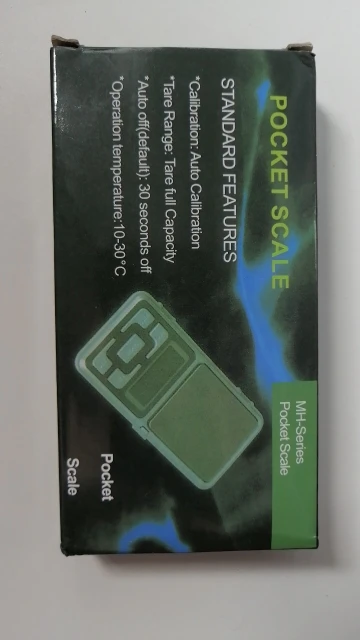 POCKET SCALE
MH-Series
Pocket Scale
STANDARD FEATURES
*Calibration: Auto Calibration
*Tare Range: Tare full Capacity
*Auto off(default): 30 seconds off
*Operation temperature:10-30°C
Pocket
Scale